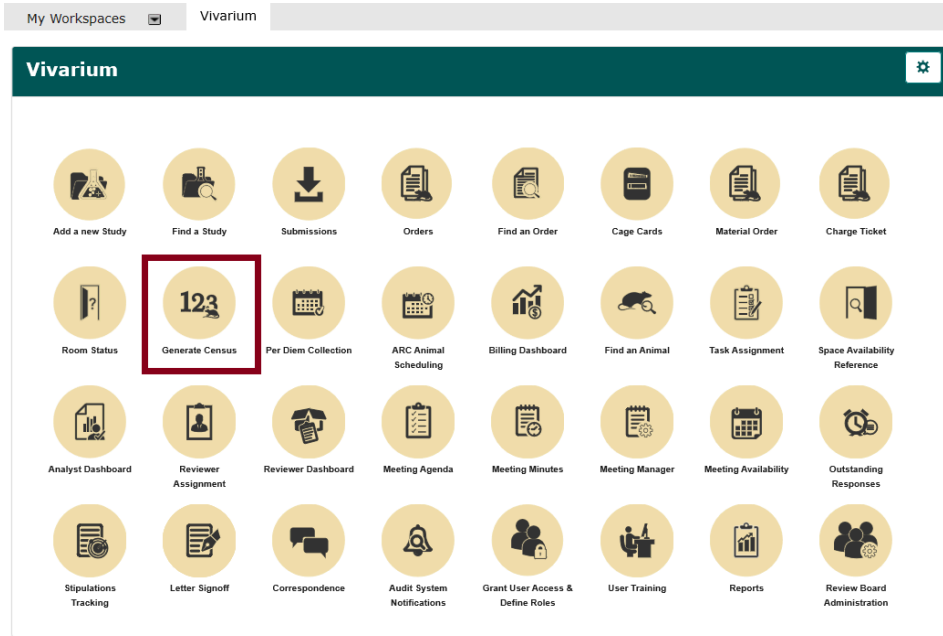 My Workspaces Vivarium
Vivarium
Add a new Study Find a Study Submissions Orders Find an Order Cage Cards Material Order Charge Ticket
?
123
Room Status Generate Census Per Diem Collection ARC Animal Billing Dashboard Find an Animal Task Assignment Space Availability
Scheduling Reference
Analyst Dashboard Reviewer Reviewer Dashboard Meeting Agenda Meeting Minutes Meeting Manager Meeting Availability Outstanding
Assignment Responses
Stipulations Letter Signoff Correspondence Audit System Grant User Access & User Training Reports Review Board
Tracking Notifications Define Roles Administration